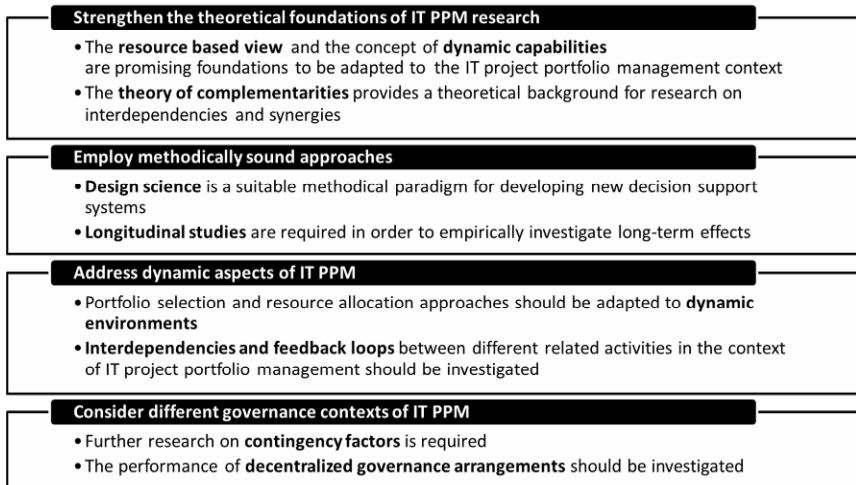 Strengthen the theoretical foundations of IT PPM research
• The resource based view and the concept of dynamic capabilities
are promising foundations to be adapted to the IT project portfolio management context
• The theory of complementarities provides a theoretical background for research on
interdependencies and synergies
Employ methodically sound approaches
• Design science is a suitable methodical paradigm for developing new decision support
systems
• Longitudinal studies are required in order to empirically investigate long-term effects
Address dynamic aspects of IT PPM
• Portfolio selection and resource allocation approaches should be adapted to dynamic
environments
• Interdependencies and feedback loops between different related activities in the context
of IT project portfolio management should be investigated
Consider different governance contexts of IT PPM
• Further research on contingency factors is required
• The performance of decentralized governance arrangements should be investigated